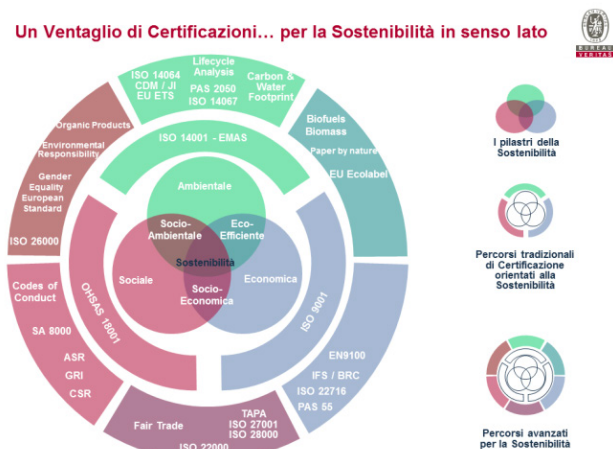 Un Ventaglio di Certificazioni... per la Sostenibilità in senso lato
BUREAU
VERITAS
ISO 14064
CDM / JI
EU ETS
Lifecycle
Analysis
PAS 2050
ISO 14067
Carbon &
Water
Footprint
Organic Products
Environmental
Responsibility
Gender
Equality
European
Standard
ISO 26000
ISO 14001 - EMAS
Biofuels
Biomass
Paper by nature
EU Ecolabel
Ambientale
Socio-
Ambientale
Eco-
Efficiente
Sostenibilità
Sociale
Economica
Socio-
Economica
OHSAS 18001
ISO 9001
Codes of
Conduct
SA 8000
ASR
GRI
CSR
EN9100
IFS / BRC
ISO 22716
PAS 55
Fair Trade
TAPA
ISO 27001
ISO 28000
ISO 22000
I pilastri della
Sostenibilità
Percorsi tradizionali
di Certificazione
orientati alla
Sostenibilità
Percorsi avanzati
per la Sostenibilità